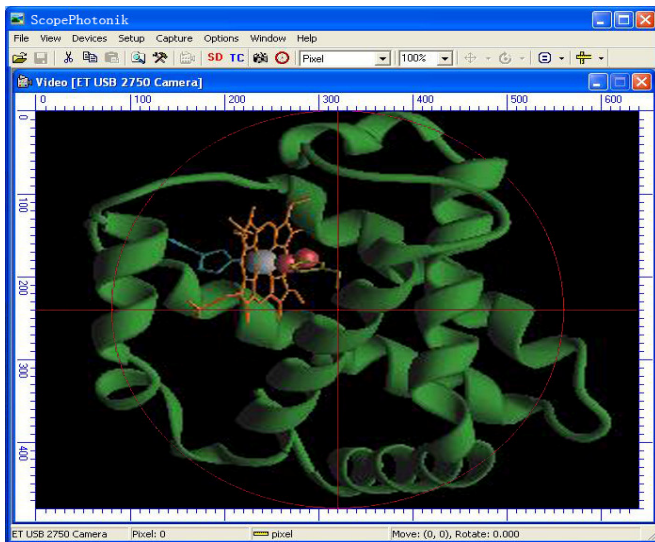 ScopePhotonik
File View Devices Setup Capture Options Window Help
SD TC Pixel 100%
Video [ET USB 2750 Camera]
0 100 200 300 400 500 600
0
100
200
300
400
ET USB 2750 Camera Pixel: 0 pixel Move: (0, 0), Rotate: 0.000